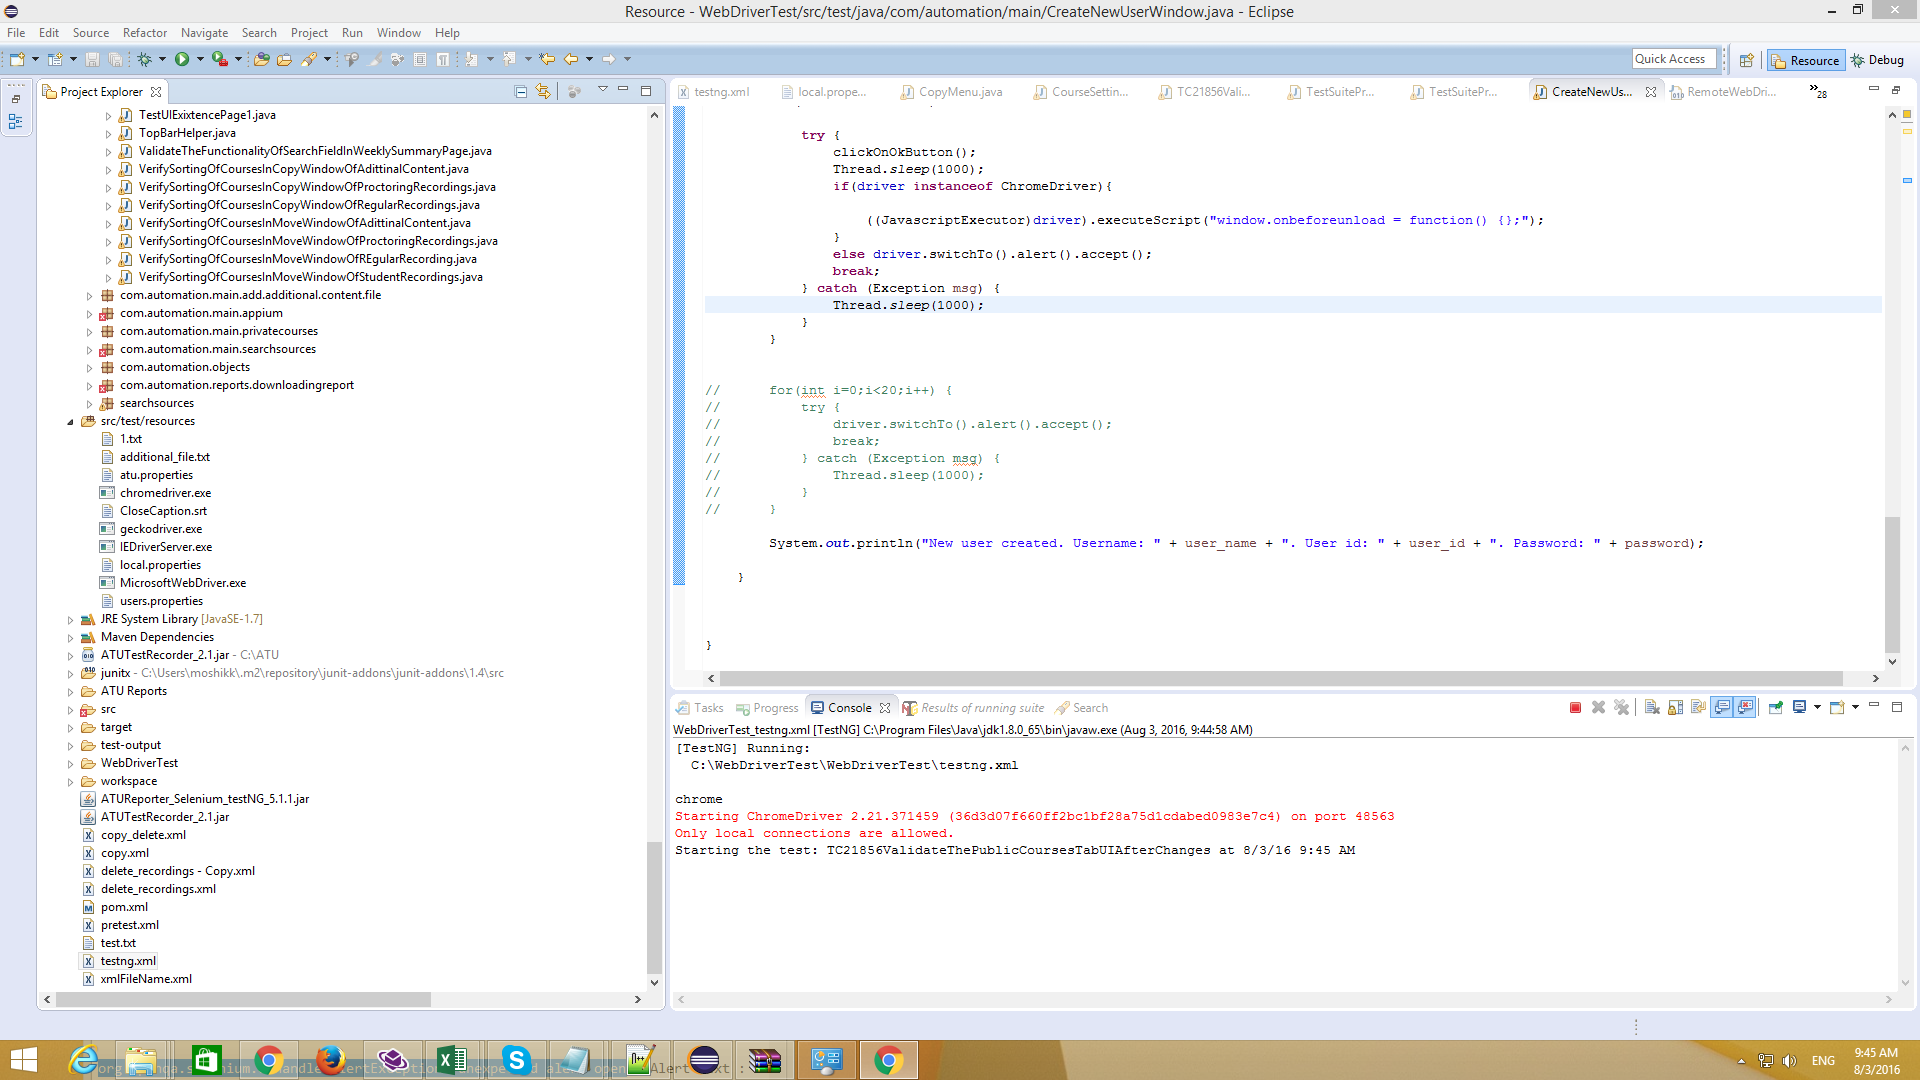 Resource - WebDriverTest/src/test/java/com/automation/main/CreateNewUserWindow.java - Eclipse
File Edit Source Refactor Navigate Search Project Run Window Help
Quick Access
Resource
Debug
Project Explorer
TestUIExixtencePage1.java
TopBarHelper.java
ValidateTheFunctionalityOfSearchFieldInWeeklySummaryPage.java
VerifySortingOfCoursesInCopyWindowOfAdittinalContent.java
VerifySortingOfCoursesInCopyWindowOfProctoringRecordings.java
VerifySortingOfCoursesInCopyWindowOfRegularRecordings.java
VerifySortingOfCoursesInMoveWindowOfAdittinalContent.java
VerifySortingOfCoursesInMoveWindowOfProctoringRecordings.java
VerifySortingOfCoursesInMoveWindowOfREgularRecording.java
VerifySortingOfCoursesInMoveWindowOfStudentRecordings.java
com.automation.main.add.additional.content.file
com.automation.main.appium
com.automation.main.privatecourses
com.automation.main.searchsources
com.automation.objects
com.automation.reports.downloadingreport
searchsources
src/test/resources
1.txt
additional_file.txt
atu.properties
chromedriver.exe
CloseCaption.srt
geckodriver.exe
IEDriverServer.exe
local.properties
MicrosoftWebDriver.exe
users.properties
JRE System Library [JavaSE-1.7]
Maven Dependencies
ATUTestRecorder_2.1.jar - C:\ATU
junitx - C:\Users\moshikk\.m2\repository\junit-addons\junit-addons\1.4\src
ATU Reports
src
target
test-output
WebDriverTest
workspace
ATUReporter_Selenium_testNG_5.1.1.jar
ATUTestRecorder_2.1.jar
copy_delete.xml
copy.xml
delete_recordings - Copy.xml
delete_recordings.xml
pom.xml
pretest.xml
test.txt
testng.xml
xmlFileName.xml
testng.xml local.prope... CopyMenu.java CourseSettin... TC21856Vali... TestSuitePr... TestSuitePr... CreateNewUs... RemoteWebDri... »28
try {
clickOnOkButton();
Thread.sleep(1000);
if(driver instanceof ChromeDriver){
((JavascriptExecutor)driver).executeScript("window.onbeforeunload = function() {};");
}
else driver.switchTo().alert().accept();
break;
} catch (Exception msg) {
Thread.sleep(1000);
}
}
// for(int i=0;i<20;i++) {
// try {
// driver.switchTo().alert().accept();
// break;
// } catch (Exception msg) {
// Thread.sleep(1000);
// }
// }
System.out.println("New user created. Username: " + user_name + ". User id: " + user_id + ". Password: " + password);
}
}
Tasks Progress Console Results of running suite Search
WebDriverTest_testng.xml [TestNG] C:\Program Files\Java\jdk1.8.0_65\bin\javaw.exe (Aug 3, 2016, 9:44:58 AM)
[TestNG] Running:
C:\WebDriverTest\WebDriverTest\testng.xml
chrome
Starting ChromeDriver 2.21.371459 (36d3d07f660ff2bc1bf28a75d1cdabed0983e7c4) on port 48563
Only local connections are allowed.
Starting the test: TC21856ValidateThePublicCoursesTabUIAfterChanges at 8/3/16 9:45 AM
ENG
9:45 AM
8/3/2016